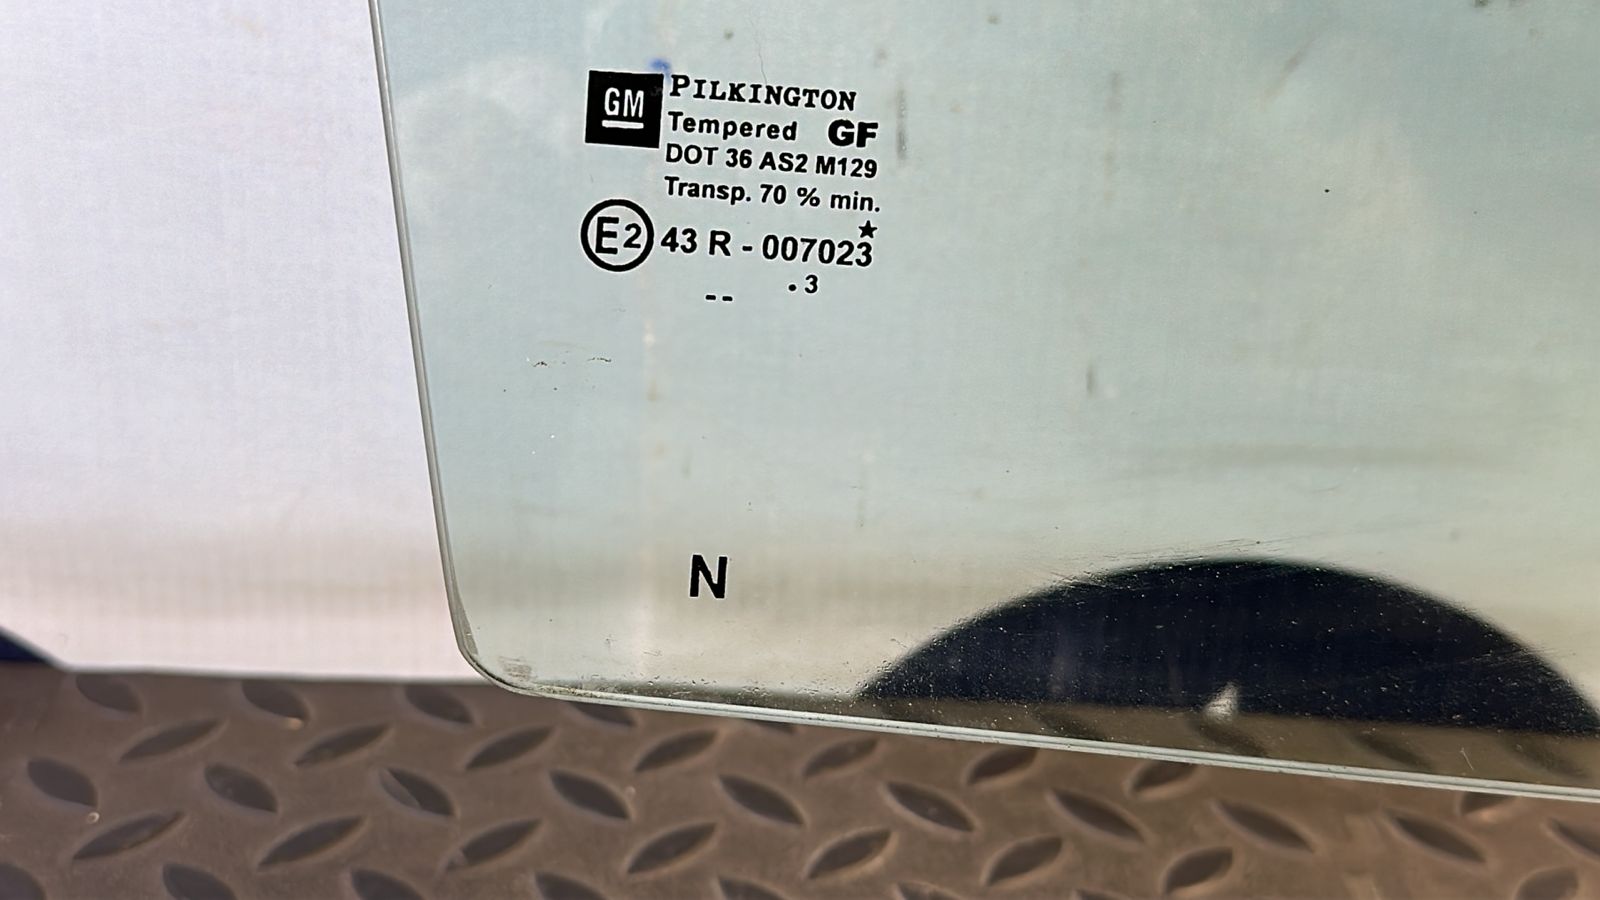 GM
PILKINGTON
Tempered GF
DOT 36 AS2 M129
Transp. 70 % min.
E2 43 R - 007023 ★
-- .3
N